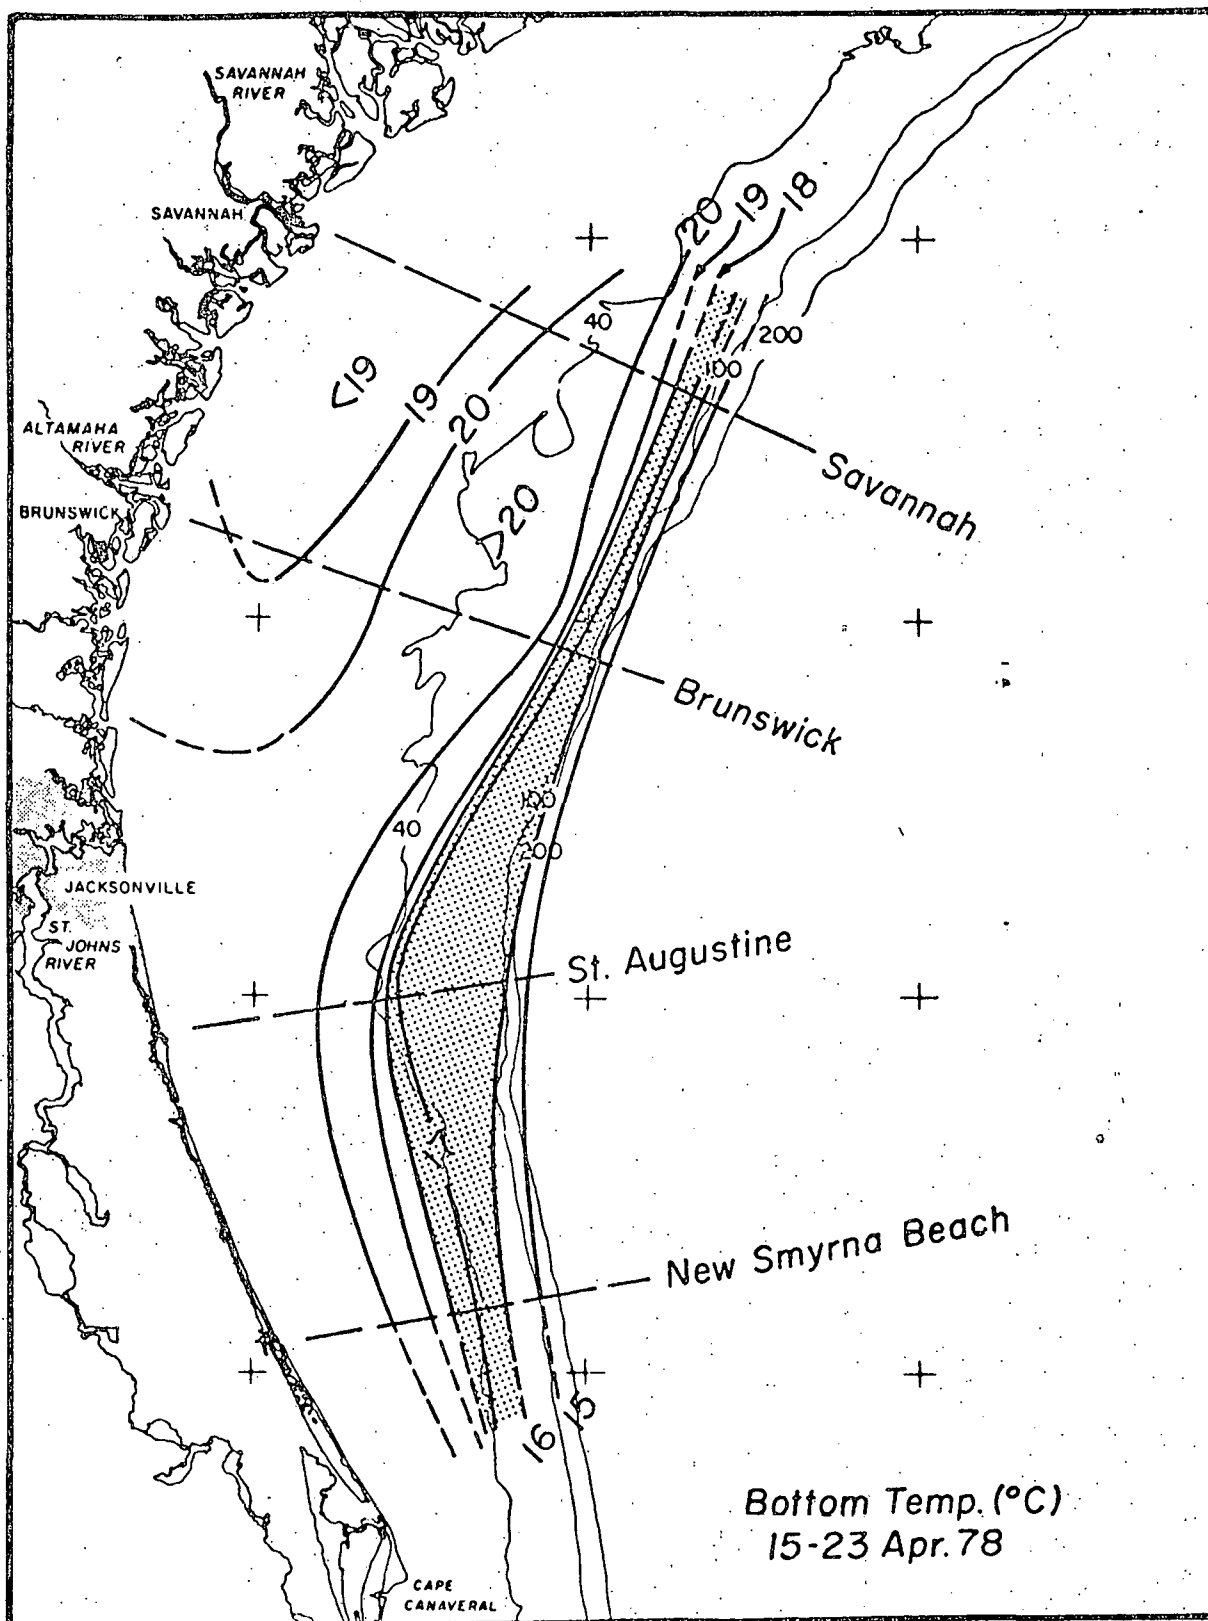 SAVANNAH
RIVER
SAVANNAH
20
19
18
40
200
100
<19
19
20
ALTAMAHA
RIVER
BRUNSWICK
>20
Savannah
Brunswick
100
40
200
JACKSONVILLE
ST.
JOHNS
RIVER
St. Augustine
New Smyrna Beach
16
15
Bottom Temp. (°C)
15-23 Apr. 78
CAPE
CANAVERAL